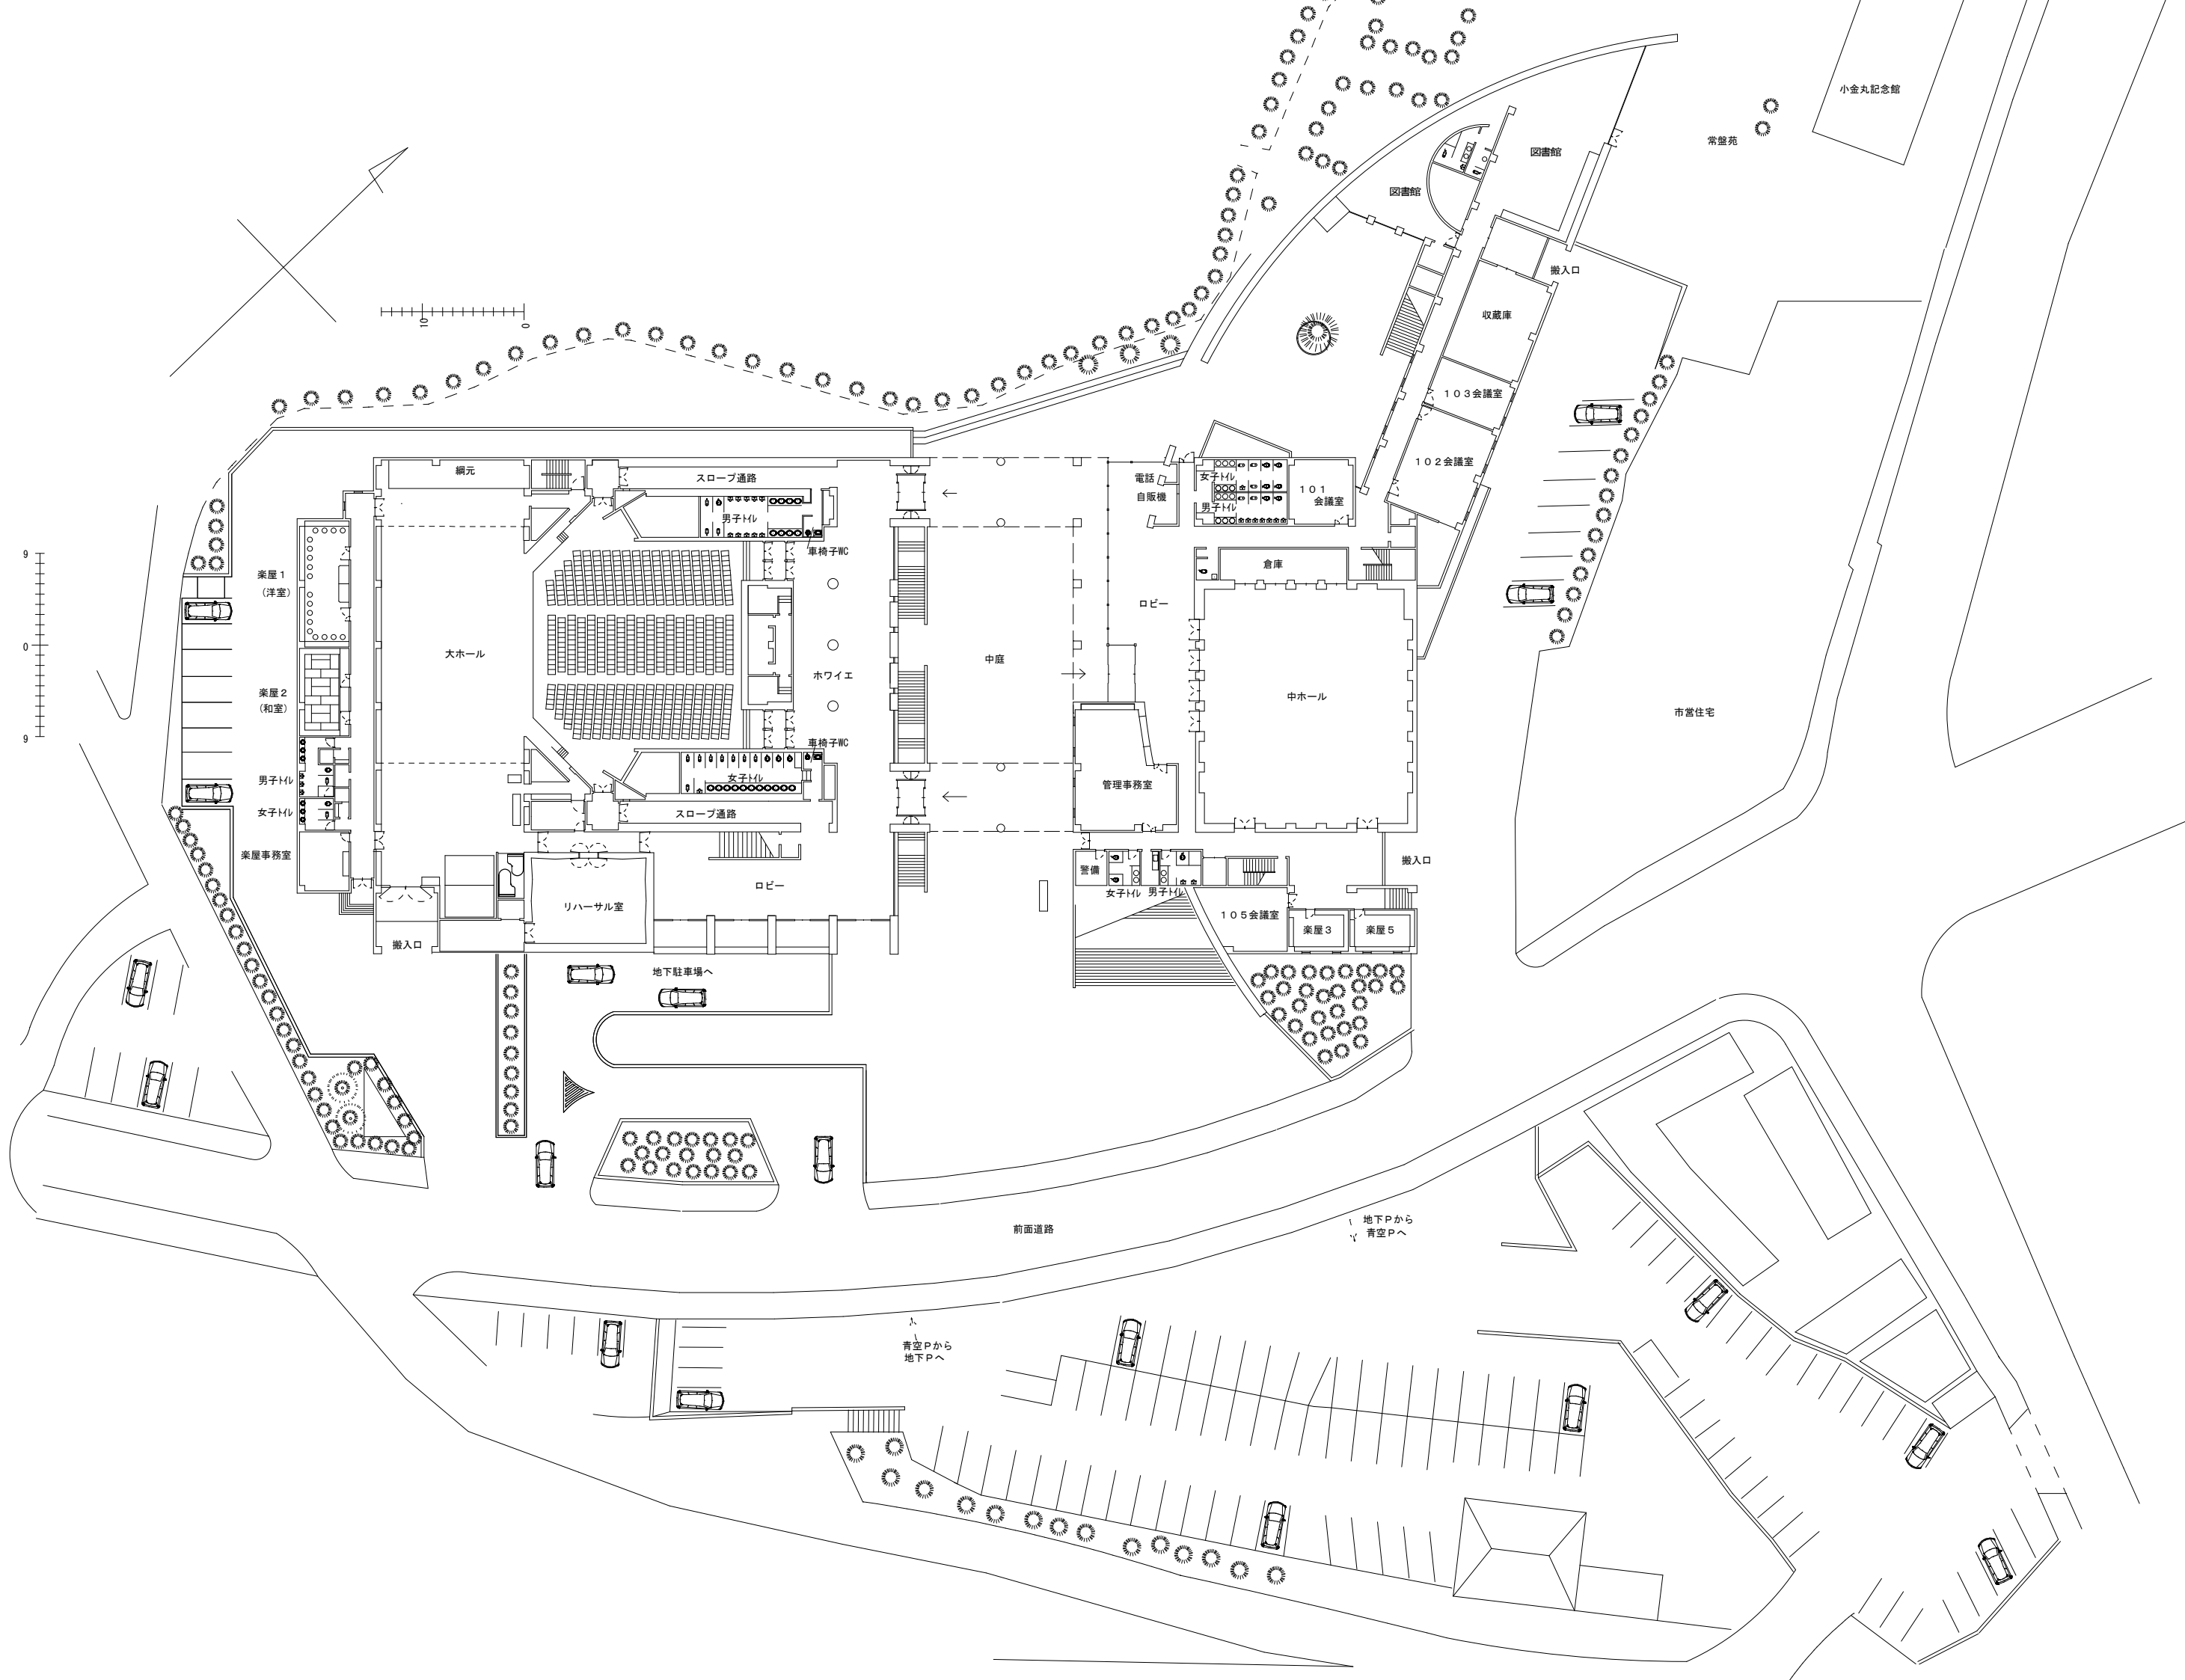 小金丸記念館
常盤苑
図書館
図書館
搬入口
10
0
収蔵庫
103会議室
102会議室
綱元
スロープ通路
電話
自販機
女子トイレ
男子トイレ
101
会議室
男子トイレ
車椅子WC
倉庫
9
0
9
楽屋1
(洋室)
ロビー
大ホール
中庭
ホワイエ
楽屋2
(和室)
中ホール
市営住宅
車椅子WC
男子トイレ
女子トイレ
管理事務室
女子トイレ
スロープ通路
楽屋事務室
搬入口
警備
ロビー
女子トイレ
男子トイレ
リハーサル室
105会議室
楽屋3
楽屋5
搬入口
地下駐車場へ
前面道路
地下Pから
青空Pへ
青空Pから
地下Pへ